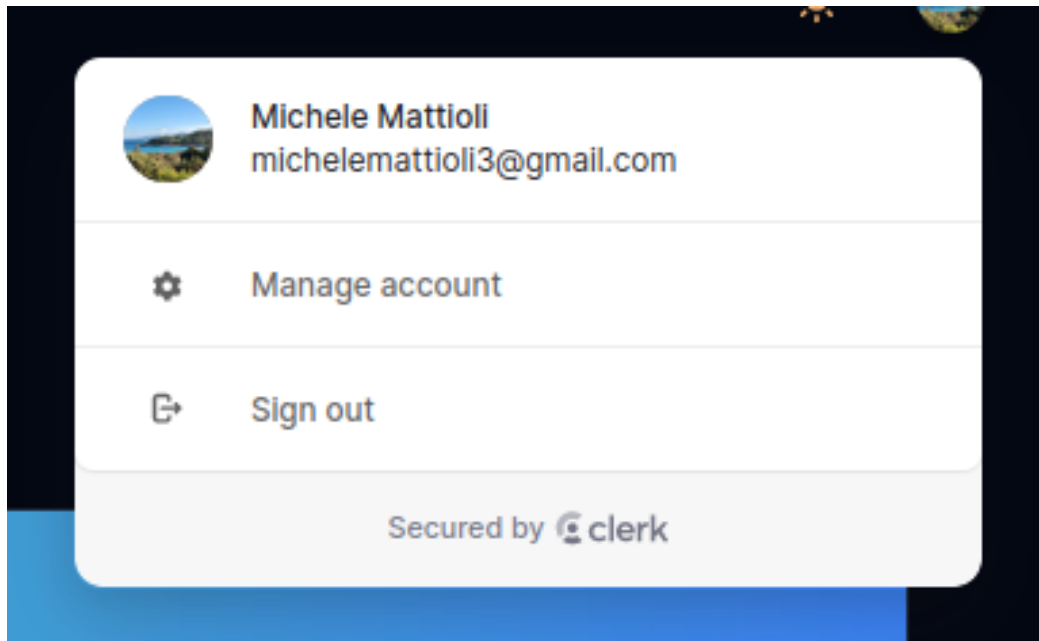 Michele Mattioli
michelemattioli3@gmail.com
Manage account
Sign out
Secured by clerk